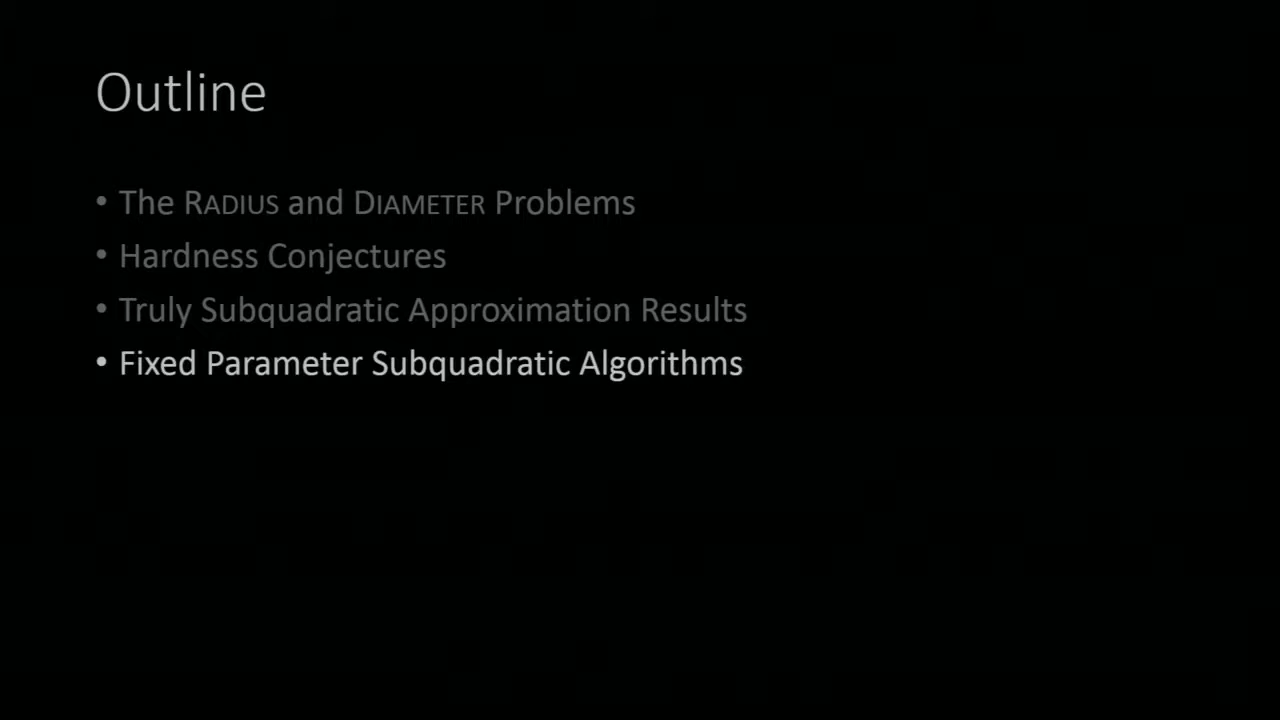 Outline
• The RADIUS and DIAMETER Problems
• Hardness Conjectures
• Truly Subquadratic Approximation Results
• Fixed Parameter Subquadratic Algorithms